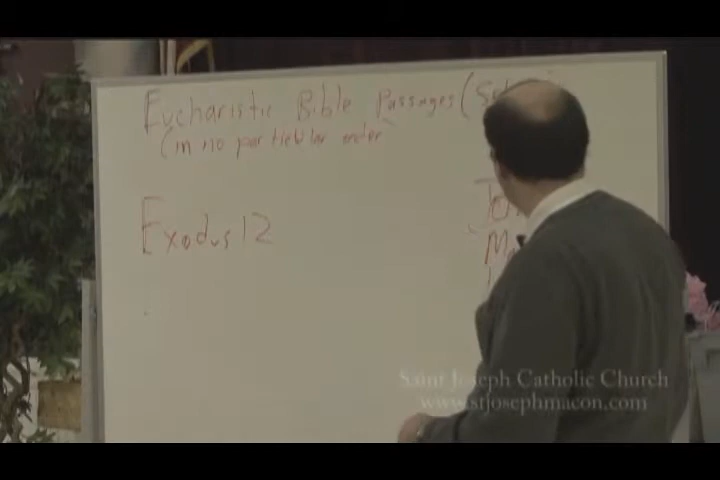 Eucharistic Bible Passages (
(in no particular order
Exodus 12
Saint Joseph Catholic Church
www.stjosephmacon.com